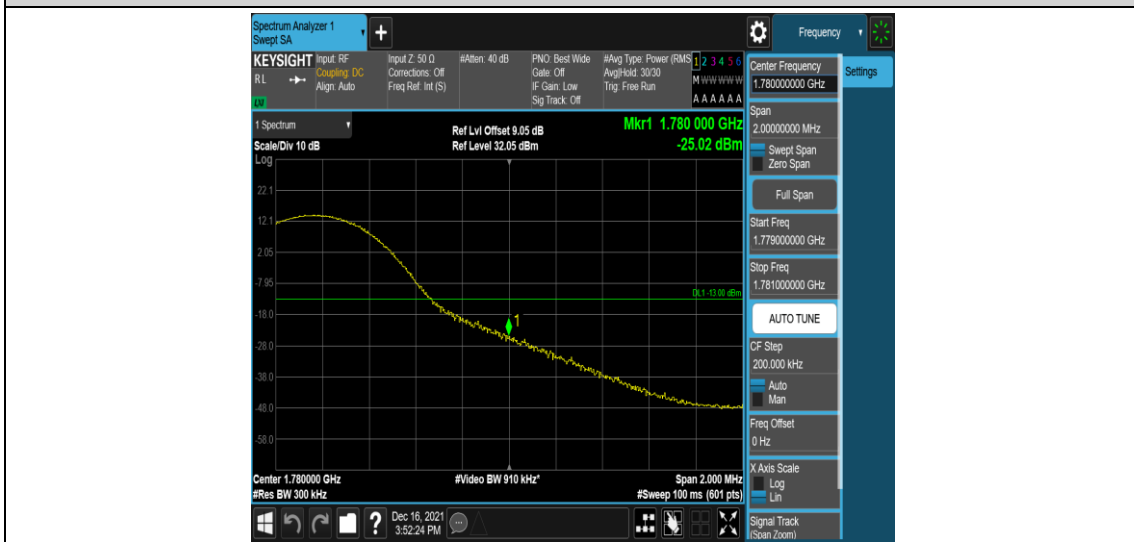 Spectrum Analyzer 1
Swept SA
+
Frequency
KEYSIGHT
RL
Input: RF
Coupling: DC
Align: Auto
Input Z: 50 Ω
Corrections: Off
Freq Ref: Int (S)
#Atten: 40 dB
PNO: Best Wide
Gate: Off
IF Gain: Low
Sig Track: Off
#Avg Type: Power (RMS
Avg|Hold: 30/30
Trig: Free Run
1 2 3 4 5 6
M W W W W W
A A A A A A
1 Spectrum
Scale/Div 10 dB
Ref Lvl Offset 9.05 dB
Ref Level 32.05 dBm
Mkr1 1.780 000 GHz
-25.02 dBm
Log
22.1
12.1
2.05
-7.95
-18.0
-28.0
-38.0
-48.0
-58.0
DL1 -13.00 dBm
1
Center 1.780000 GHz
#Res BW 300 kHz
#Video BW 910 kHz*
Span 2.000 MHz
#Sweep 100 ms (601 pts)
Center Frequency
1.780000000 GHz
Settings
Span
2.00000000 MHz
Swept Span
Zero Span
Full Span
Start Freq
1.779000000 GHz
Stop Freq
1.781000000 GHz
AUTO TUNE
CF Step
200.000 kHz
Auto
Man
Freq Offset
0 Hz
X Axis Scale
Log
Lin
Signal Track
(Span Zoom)
?
Dec 16, 2021
3:52:24 PM